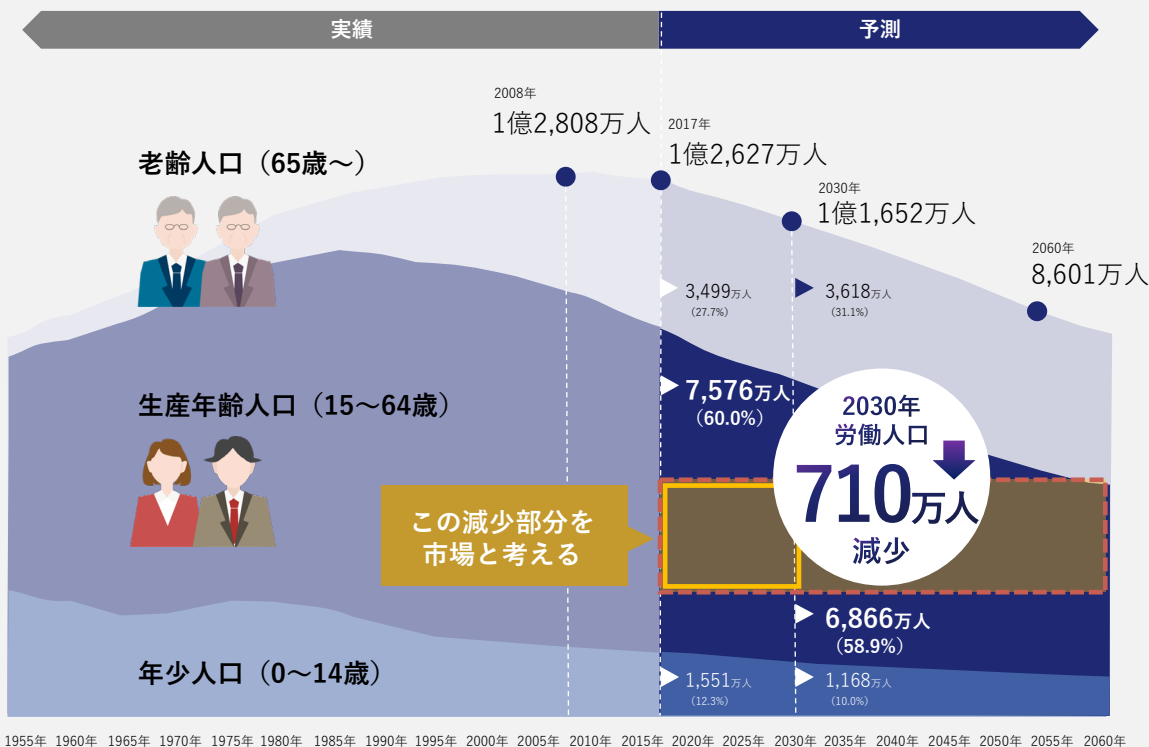 実績
予測
2008年
1億2,808万人
2017年
1億2,627万人
2030年
1億1,652万人
2060年
8,601万人
老齢人口（65歳～）
3,499万人
（27.7%）
3,618万人
（31.1%）
7,576万人
（60.0%）
生産年齢人口（15～64歳）
2030年
労働人口
710万人
減少
この減少部分を
市場と考える
6,866万人
（58.9%）
年少人口（0～14歳）
1,551万人
（12.3%）
1,168万人
（10.0%）
1955年 1960年 1965年 1970年 1975年 1980年 1985年 1990年 1995年 2000年 2005年 2010年 2015年 2020年 2025年 2030年 2035年 2040年 2045年 2050年 2055年 2060年